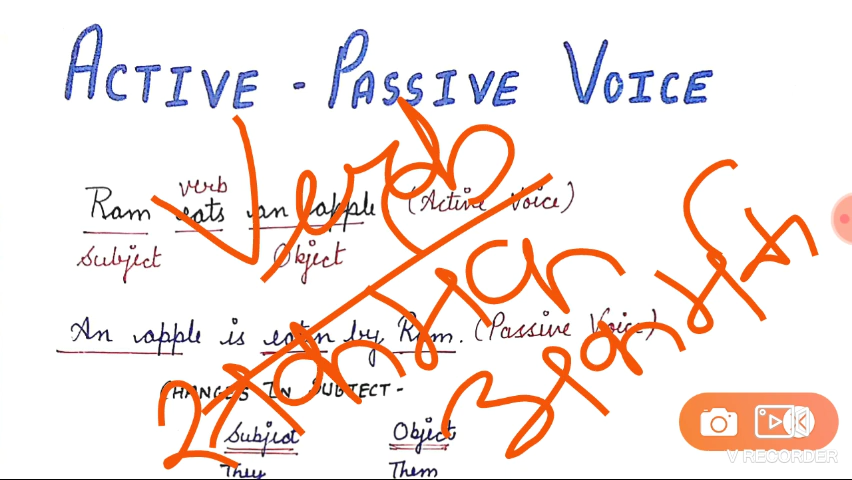 ACTIVE - PASSIVE VOICE
Verb
verb
Ram eats an apple (Active Voice)
Subject Object
An apple is eaten by Ram. (Passive Voice)
CHANGES IN SUBJECT -
Subject Object
They Them
V RECORDER